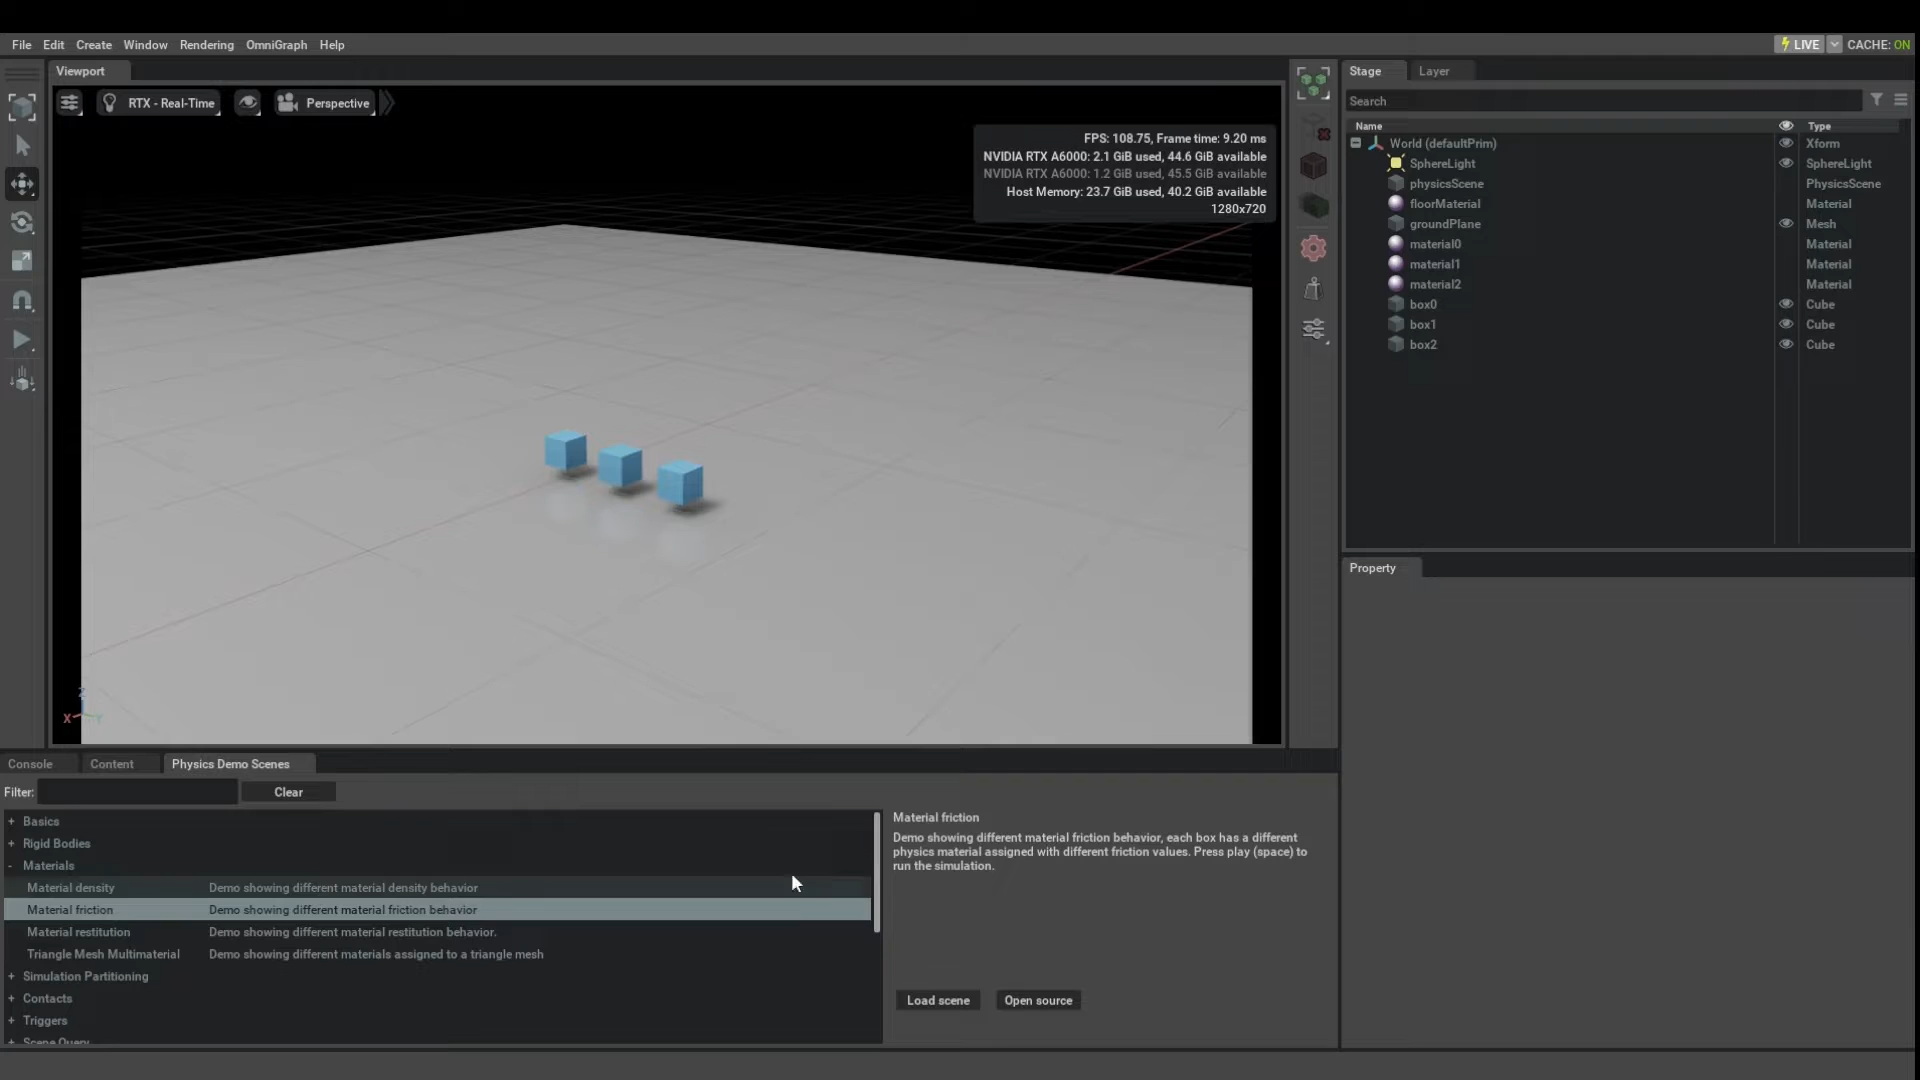 File Edit Create Window Rendering OmniGraph Help
LIVE CACHE: ON
Viewport
RTX - Real-Time Perspective
FPS: 108.75, Frame time: 9.20 ms
NVIDIA RTX A6000: 2.1 GiB used, 44.6 GiB available
NVIDIA RTX A6000: 1.2 GiB used, 45.5 GiB available
Host Memory: 23.7 GiB used, 40.2 GiB available
1280x720
Z
X Y
Stage Layer
Search
Name Type
World (defaultPrim) Xform
SphereLight SphereLight
physicsScene PhysicsScene
floorMaterial Material
groundPlane Mesh
material0 Material
material1 Material
material2 Material
box0 Cube
box1 Cube
box2 Cube
Property
Console Content Physics Demo Scenes
Filter: Clear
+ Basics
+ Rigid Bodies
- Materials
Material density Demo showing different material density behavior
Material friction Demo showing different material friction behavior
Material restitution Demo showing different material restitution behavior.
Triangle Mesh Multimaterial Demo showing different materials assigned to a triangle mesh
+ Simulation Partitioning
+ Contacts
+ Triggers
+ Scene Query
Material friction
Demo showing different material friction behavior, each box has a different
physics material assigned with different friction values. Press play (space) to
run the simulation.
Load scene Open source